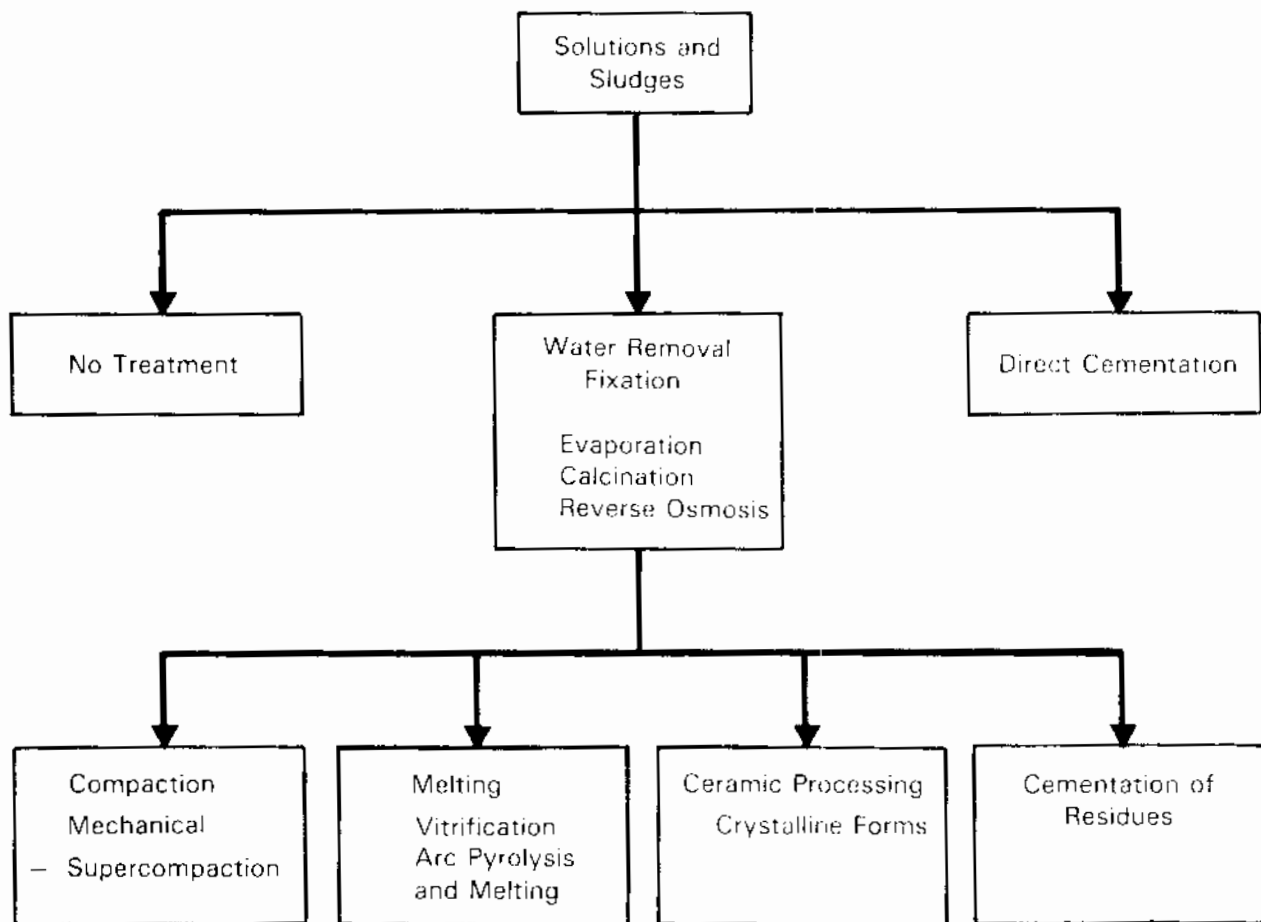 Solutions and
Sludges
No Treatment
Water Removal
Fixation
Evaporation
Calcination
Reverse Osmosis
Direct Cementation
Compaction
Mechanical
– Supercompaction
Melting
Vitrification
Arc Pyrolysis
and Melting
Ceramic Processing
Crystalline Forms
Cementation of
Residues